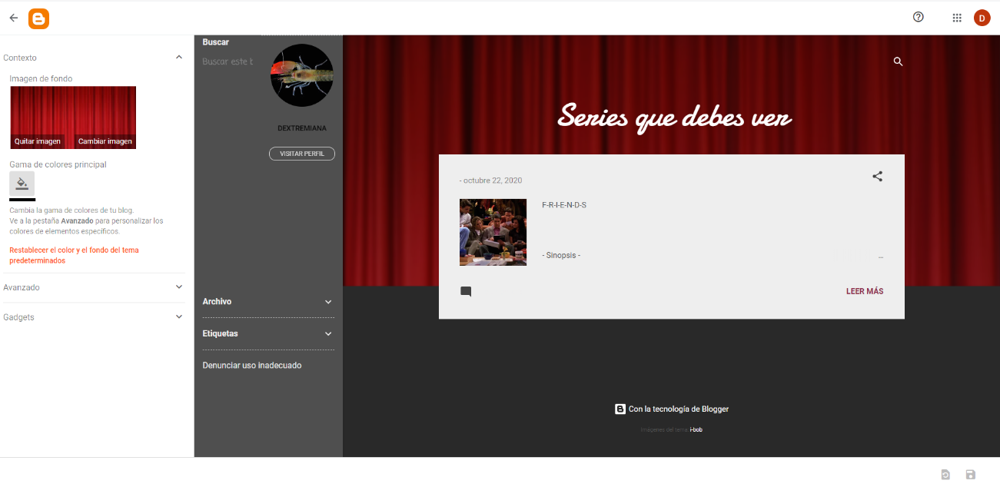 D
Contexto
Imagen de fondo
Quitar imagen
Cambiar imagen
Gama de colores principal
Cambia la gama de colores de tu blog.
Ve a la pestaña Avanzado para personalizar los
colores de elementos específicos.
Restablecer el color y el fondo del tema
predeterminados
Avanzado
Gadgets
Buscar
Buscar este b
DEXTREMIANA
VISITAR PERFIL
Archivo
Etiquetas
Denunciar uso inadecuado
Series que debes ver
- octubre 22, 2020
F-R-I-E-N-D-S
- Sinopsis -
...
LEER MÁS
Con la tecnología de Blogger
Imágenes del tema: i-bob